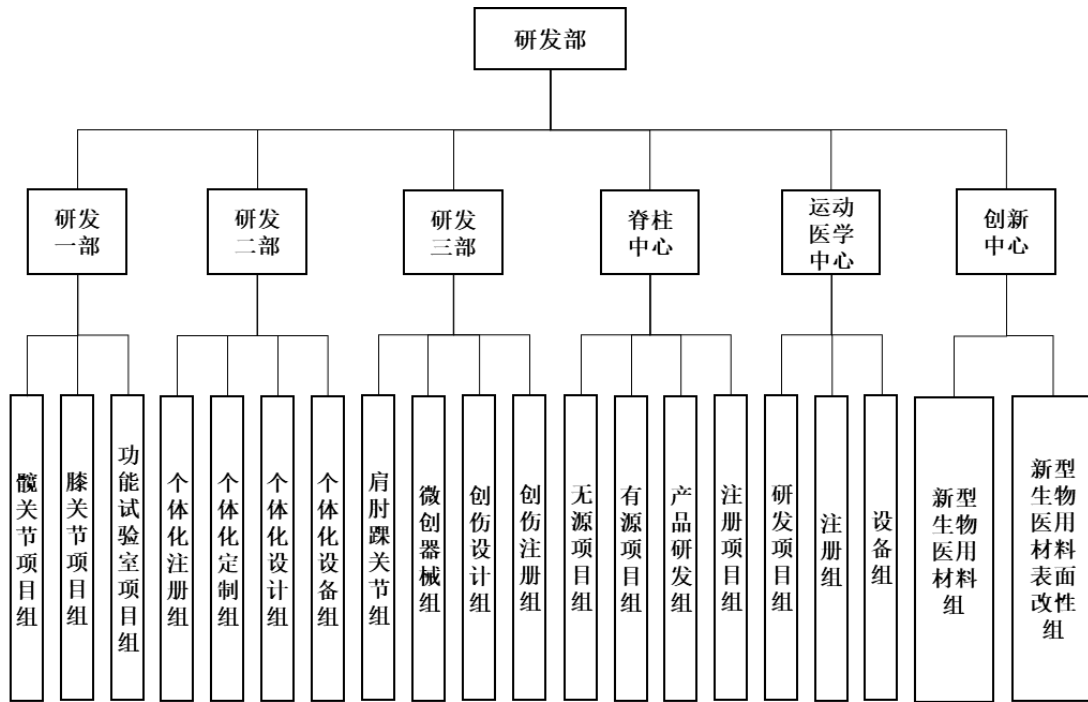 研发部
研发
一部
研发
二部
研发
三部
脊柱
中心
运动
医学
中心
创新
中心
髋关节项目组
膝关节项目组
功能试验室项目组
个体化注册组
个体化定制组
个体化设计组
个体化设备组
肩肘踝关节组
微创器械组
创伤设计组
创伤注册组
无源项目组
有源项目组
产品研发组
注册项目组
研发项目组
注册组
设备组
新型
生物
医用
材料
组
新型
生物
医用
材料
表面
改性
组